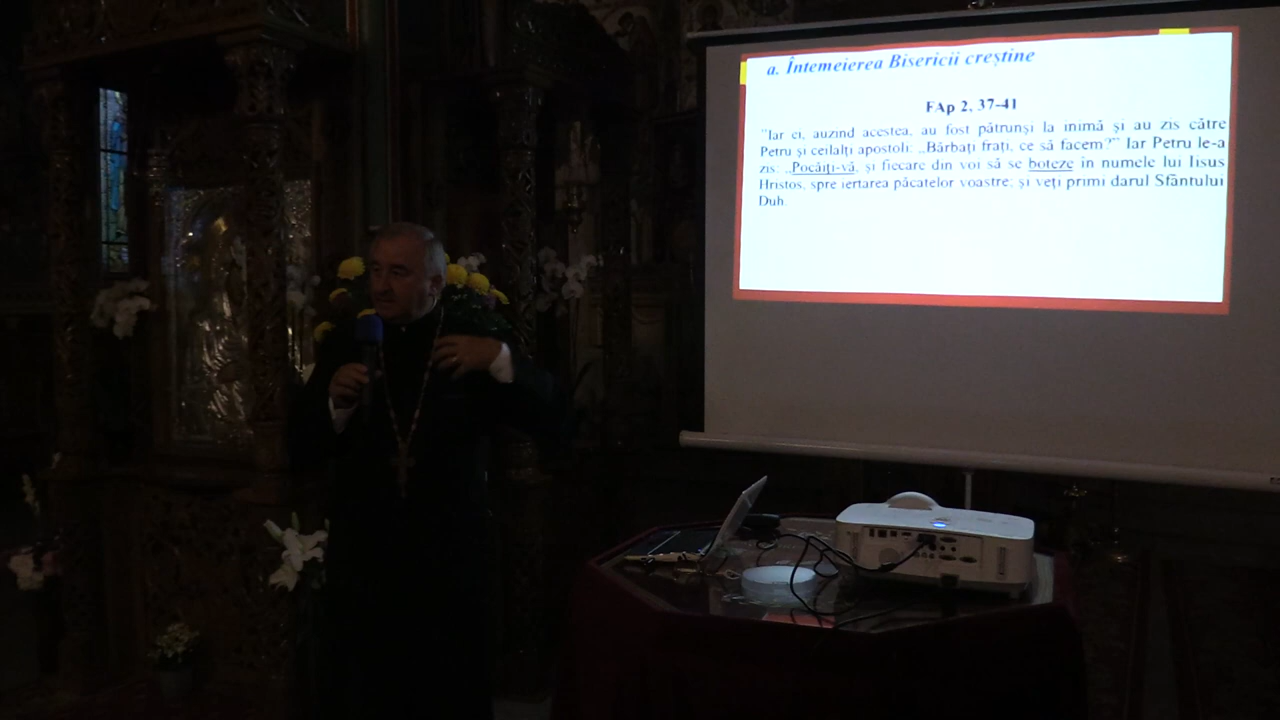 a. Întemeierea Bisericii creștine
FAp 2, 37-41
"Iar ei, auzind acestea, au fost pătrunși la inimă și au zis către
Petru și ceilalți apostoli: „Bărbați frați, ce să facem?" Iar Petru le-a
zis: „Pocăiți-vă, și fiecare din voi să se boteze în numele lui Iisus
Hristos, spre iertarea păcatelor voastre; și veți primi darul Sfântului
Duh.